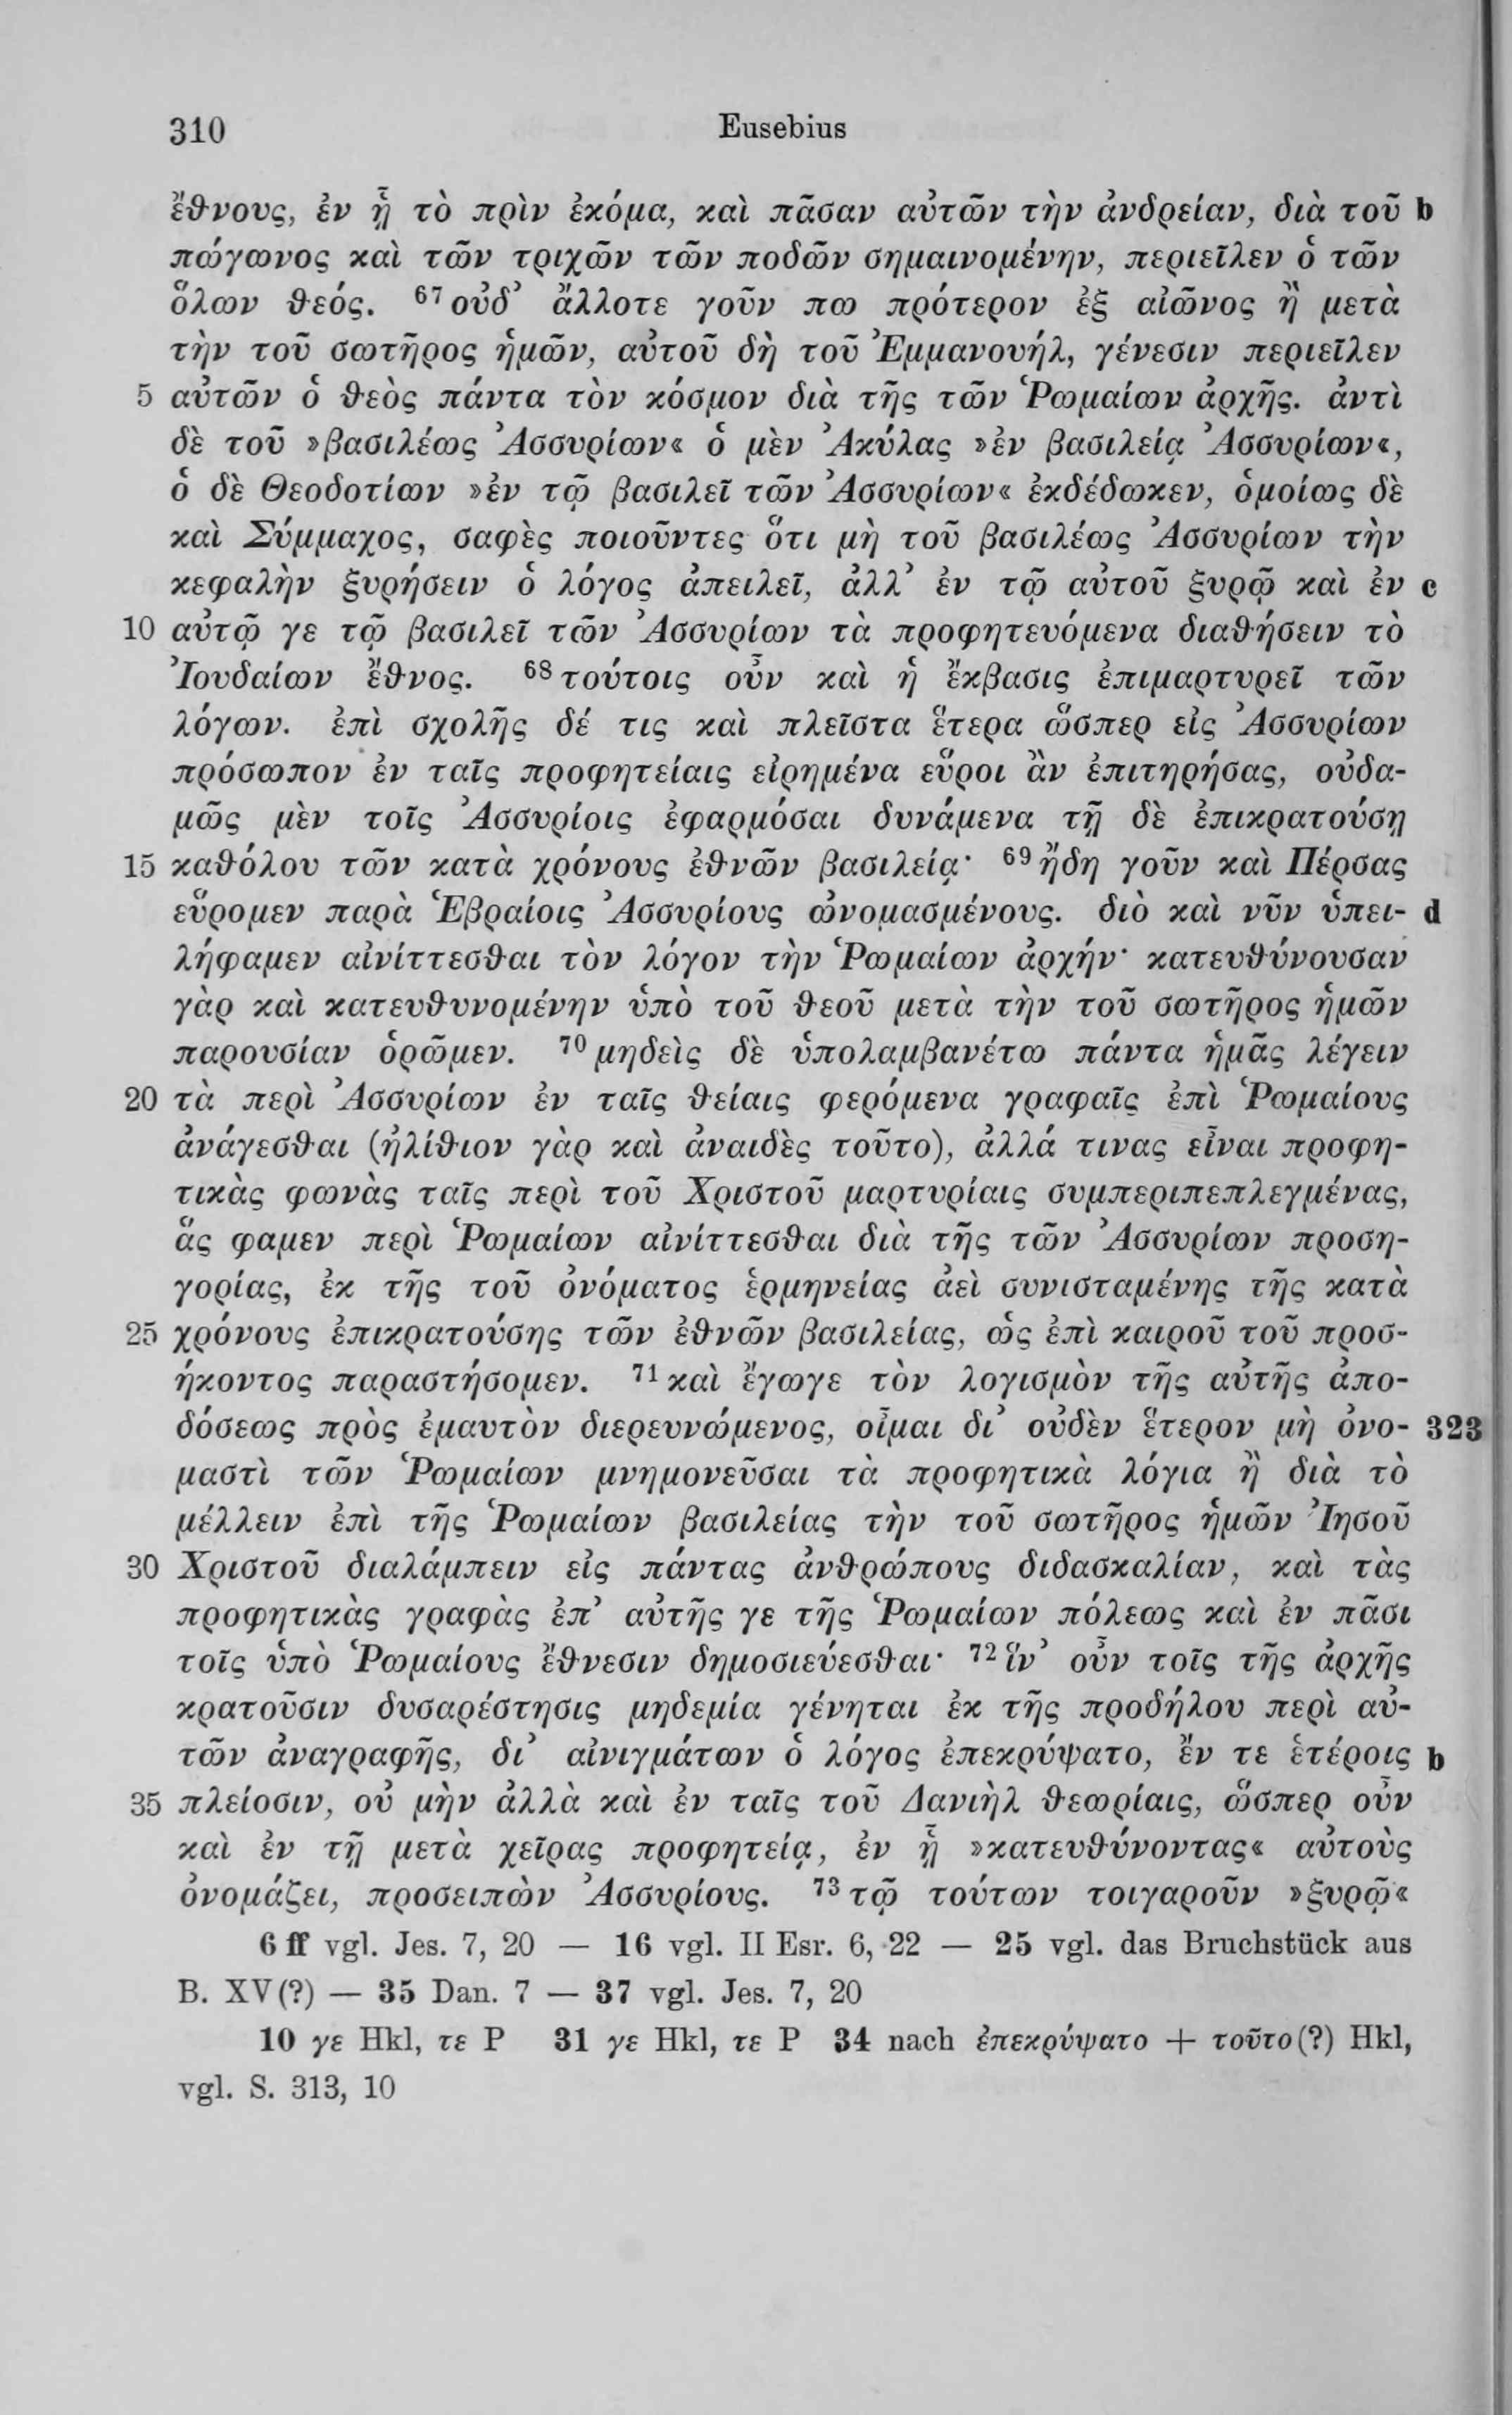 310 Eusebius
ἔθνους, ἐν ᾗ τὸ πρὶν ἐκόμα, καὶ πᾶσαν αὐτῶν τὴν ἀνδρείαν, διὰ τοῦ b
πώγωνος καὶ τῶν τριχῶν τῶν ποδῶν σημαινομένην, περιεῖλεν ὁ τῶν
ὅλων θεός. ⁶⁷ οὐδ’ ἄλλοτε γοῦν πω πρότερον ἐξ αἰῶνος ἢ μετὰ
τὴν τοῦ σωτῆρος ἡμῶν, αὐτοῦ δὴ τοῦ Ἐμμανουήλ, γένεσιν περιεῖλεν
5 αὐτῶν ὁ θεὸς πάντα τὸν κόσμον διὰ τῆς τῶν Ῥωμαίων ἀρχῆς. ἀντὶ
δὲ τοῦ »βασιλέως Ἀσσυρίων« ὁ μὲν Ἀκύλας »ἐν βασιλείᾳ Ἀσσυρίων«,
ὁ δὲ Θεοδοτίων »ἐν τῷ βασιλεῖ τῶν Ἀσσυρίων« ἐκδέδωκεν, ὁμοίως δὲ
καὶ Σύμμαχος, σαφὲς ποιοῦντες ὅτι μὴ τοῦ βασιλέως Ἀσσυρίων τὴν
κεφαλὴν ξυρήσειν ὁ λόγος ἀπειλεῖ, ἀλλ’ ἐν τῷ αὐτοῦ ξυρῷ καὶ ἐν c
10 αὐτῷ γε τῷ βασιλεῖ τῶν Ἀσσυρίων τὰ προφητευόμενα διαθήσειν τὸ
Ἰουδαίων ἔθνος. ⁶⁸ τούτοις οὖν καὶ ἡ ἔκβασις ἐπιμαρτυρεῖ τῶν
λόγων. ἐπὶ σχολῆς δέ τις καὶ πλεῖστα ἕτερα ὥσπερ εἰς Ἀσσυρίων
πρόσωπον ἐν ταῖς προφητείαις εἰρημένα εὕροι ἂν ἐπιτηρήσας, οὐδα-
μῶς μὲν τοῖς Ἀσσυρίοις ἐφαρμόσαι δυνάμενα τῇ δὲ ἐπικρατούσῃ
15 καθόλου τῶν κατὰ χρόνους ἐθνῶν βασιλείᾳ· ⁶⁹ ἤδη γοῦν καὶ Πέρσας
εὕρομεν παρὰ Ἑβραίοις Ἀσσυρίους ὠνομασμένους. διὸ καὶ νῦν ὑπει- d
λήφαμεν αἰνίττεσθαι τὸν λόγον τὴν Ῥωμαίων ἀρχήν· κατευθύνουσαν
γὰρ καὶ κατευθυνομένην ὑπὸ τοῦ θεοῦ μετὰ τὴν τοῦ σωτῆρος ἡμῶν
παρουσίαν ὁρῶμεν. ⁷⁰ μηδεὶς δὲ ὑπολαμβανέτω πάντα ἡμᾶς λέγειν
20 τὰ περὶ Ἀσσυρίων ἐν ταῖς θείαις φερόμενα γραφαῖς ἐπὶ Ῥωμαίους
ἀνάγεσθαι (ἠλίθιον γὰρ καὶ ἀναιδὲς τοῦτο), ἀλλά τινας εἶναι προφη-
τικὰς φωνὰς ταῖς περὶ τοῦ Χριστοῦ μαρτυρίαις συμπεριπεπλεγμένας,
ἅς φαμεν περὶ Ῥωμαίων αἰνίττεσθαι διὰ τῆς τῶν Ἀσσυρίων προση-
γορίας, ἐκ τῆς τοῦ ὀνόματος ἑρμηνείας ἀεὶ συνισταμένης τῆς κατὰ
25 χρόνους ἐπικρατούσης τῶν ἐθνῶν βασιλείας, ὡς ἐπὶ καιροῦ τοῦ προσ-
ήκοντος παραστήσομεν. ⁷¹ καὶ ἔγωγε τὸν λογισμὸν τῆς αὐτῆς ἀπο-
δόσεως πρὸς ἐμαυτὸν διερευνώμενος, οἶμαι δι’ οὐδὲν ἕτερον μὴ ὀνο- 323
μαστὶ τῶν Ῥωμαίων μνημονεῦσαι τὰ προφητικὰ λόγια ἢ διὰ τὸ
μέλλειν ἐπὶ τῆς Ῥωμαίων βασιλείας τὴν τοῦ σωτῆρος ἡμῶν Ἰησοῦ
30 Χριστοῦ διαλάμπειν εἰς πάντας ἀνθρώπους διδασκαλίαν, καὶ τὰς
προφητικὰς γραφὰς ἐπ’ αὐτῆς γε τῆς Ῥωμαίων πόλεως καὶ ἐν πᾶσι
τοῖς ὑπὸ Ῥωμαίους ἔθνεσιν δημοσιεύεσθαι· ⁷² ἵν’ οὖν τοῖς τῆς ἀρχῆς
κρατοῦσιν δυσαρέστησις μηδεμία γένηται ἐκ τῆς προδήλου περὶ αὐ-
τῶν ἀναγραφῆς, δι’ αἰνιγμάτων ὁ λόγος ἐπεκρύψατο, ἔν τε ἑτέροις b
35 πλείοσιν, οὐ μὴν ἀλλὰ καὶ ἐν ταῖς τοῦ Δανιὴλ θεωρίαις, ὥσπερ οὖν
καὶ ἐν τῇ μετὰ χεῖρας προφητείᾳ, ἐν ᾗ »κατευθύνοντας« αὐτοὺς
ὀνομάζει, προσειπὼν Ἀσσυρίους. ⁷³ τῷ τούτων τοιγαροῦν »ξυρῷ«
6 ff vgl. Jes. 7, 20 — 16 vgl. II Esr. 6, 22 — 25 vgl. das Bruchstück aus
B. XV(?) — 35 Dan. 7 — 37 vgl. Jes. 7, 20
10 γε Hkl, τε P 31 γε Hkl, τε P 34 nach ἐπεκρύψατο + τοῦτο(?) Hkl,
vgl. S. 313, 10